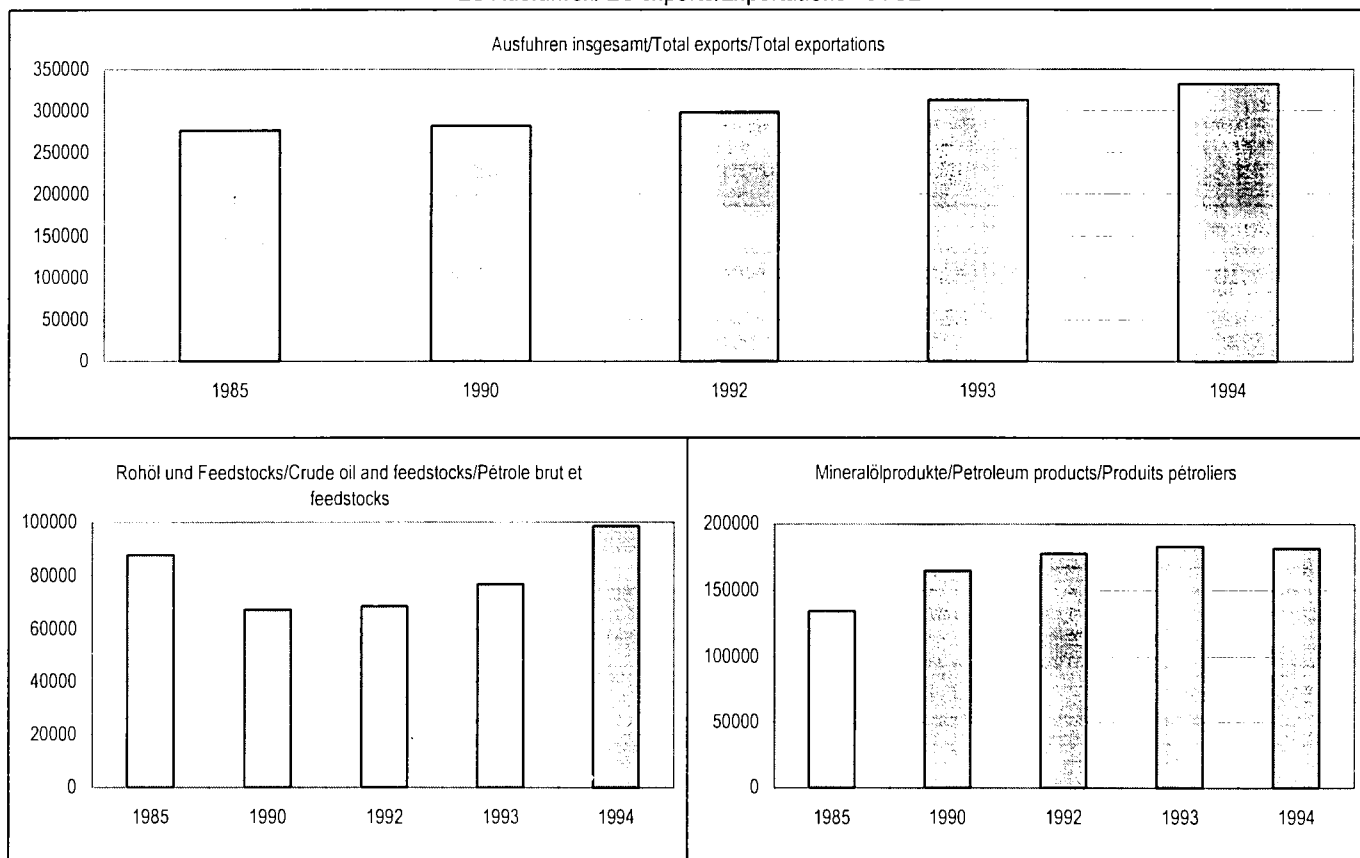 Ausfuhren insgesamt/Total exports/Total exportations
350000
300000
250000
200000
150000
100000
50000
0
1985 1990 1992 1993 1994
Rohöl und Feedstocks/Crude oil and feedstocks/Pétrole brut et
feedstocks
100000
80000
60000
40000
20000
0
1985 1990 1992 1993 1994
Mineralölprodukte/Petroleum products/Produits pétroliers
200000
150000
100000
50000
0
1985 1990 1992 1993 1994